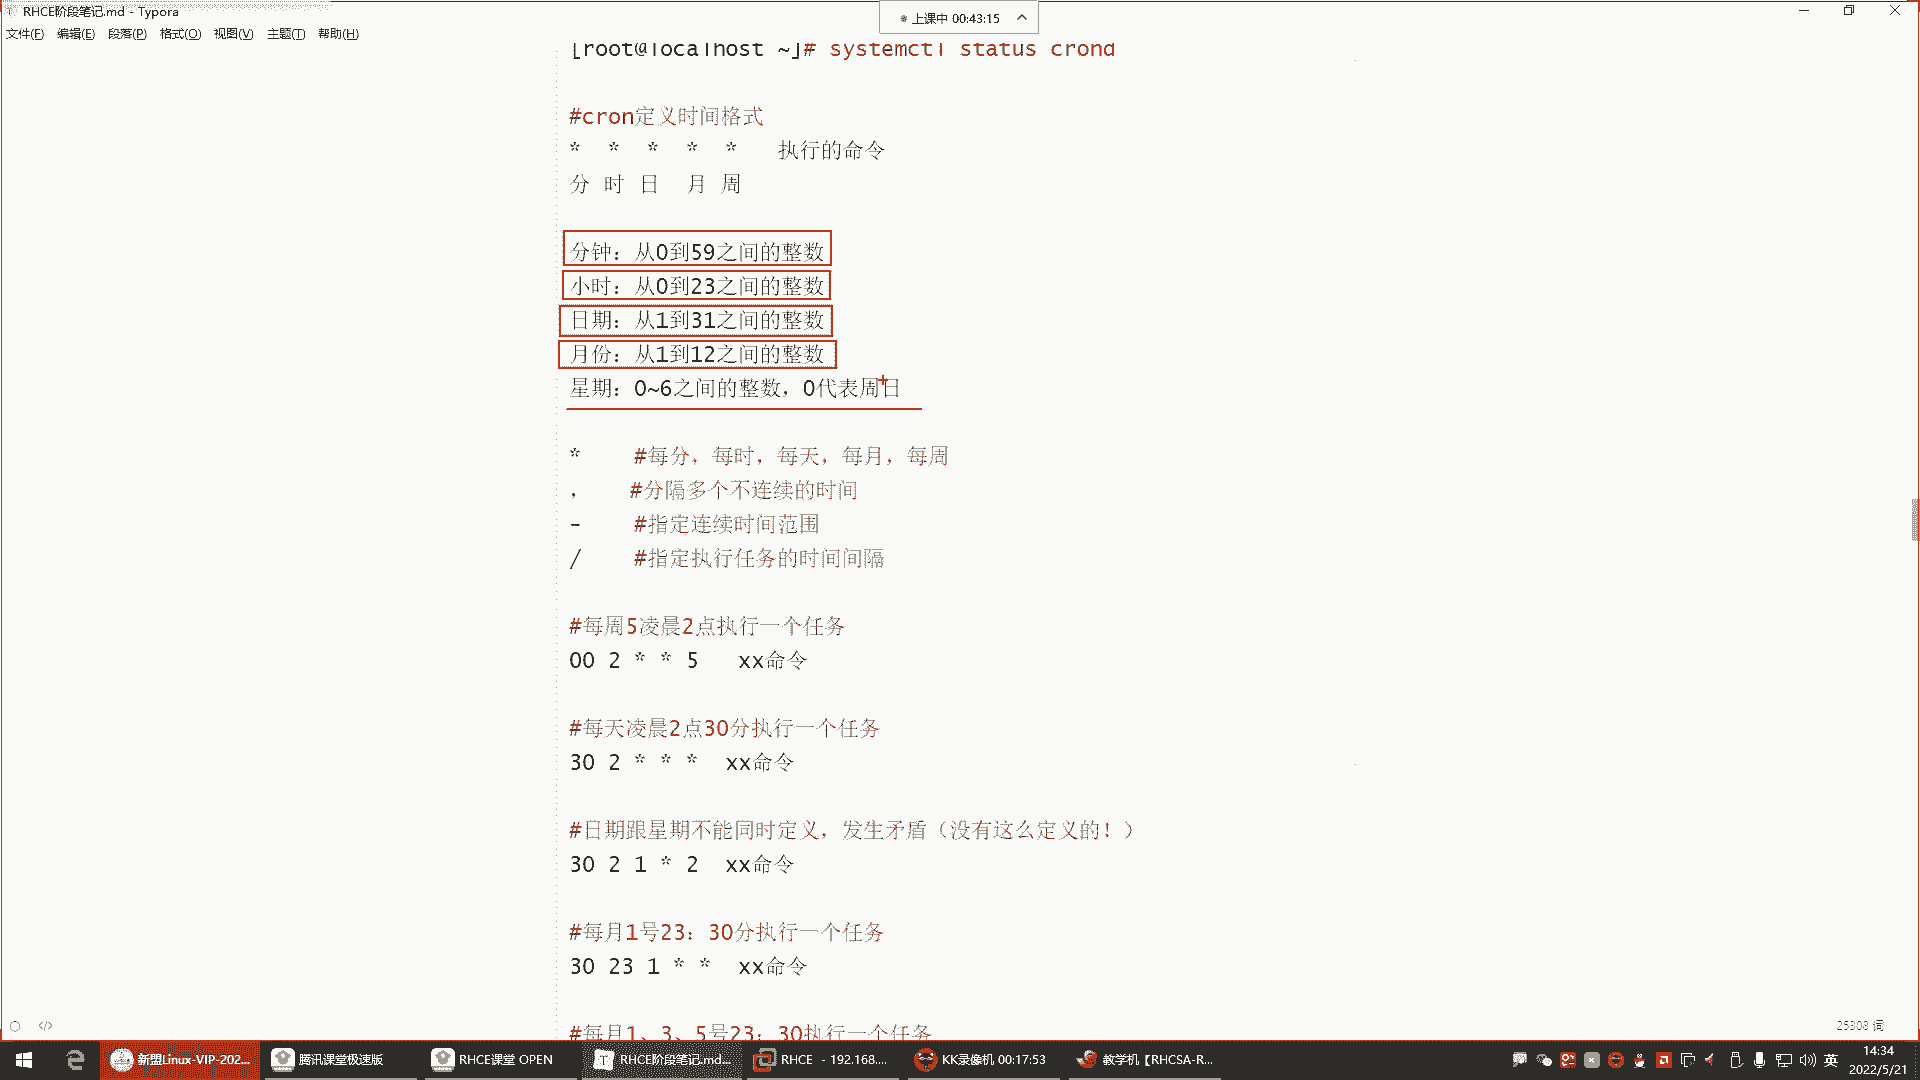 RHCE阶段笔记.md - Typora
上课中 00:43:15
文件(F) 编辑(E) 段落(P) 格式(O) 视图(V) 主题(T) 帮助(H)
[root@localhost ~]# systemctl status crond
#cron定义时间格式
* * * * * 执行的命令
分 时 日 月 周
分钟：从0到59之间的整数
小时：从0到23之间的整数
日期：从1到31之间的整数
月份：从1到12之间的整数
星期：0~6之间的整数，0代表周日
* #每分，每时，每天，每月，每周
, #分隔多个不连续的时间
- #指定连续时间范围
/ #指定执行任务的时间间隔
#每周5凌晨2点执行一个任务
00 2 * * 5 xx命令
#每天凌晨2点30分执行一个任务
30 2 * * * xx命令
#日期跟星期不能同时定义，发生矛盾（没有这么定义的！）
30 2 1 * 2 xx命令
#每月1号23：30分执行一个任务
30 23 1 * * xx命令
#每月1、3、5号23：30执行一个任务
25308 词
新盟Linux-VIP-202... 腾讯课堂极速版 RHCE课堂 OPEN RHCE阶段笔记.md... RHCE - 192.168.... KK录像机 00:17:53 教学机【RHCSA-R... 英 14:34
2022/5/21